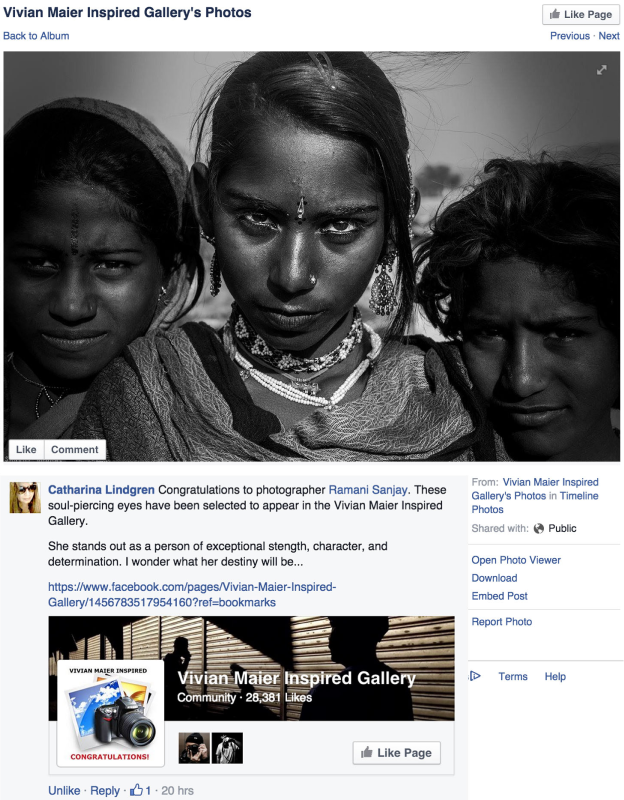 Vivian Maier Inspired Gallery's Photos
Like Page
Back to Album
Previous · Next
Like Comment
Catharina Lindgren Congratulations to photographer Ramani Sanjay. These
soul-piercing eyes have been selected to appear in the Vivian Maier Inspired
Gallery.
She stands out as a person of exceptional stength, character, and
determination. I wonder what her destiny will be...
https://www.facebook.com/pages/Vivian-Maier-Inspired-
Gallery/1456783517954160?ref=bookmarks
VIVIAN MAIER INSPIRED
CONGRATULATIONS!
Vivian Maier Inspired Gallery
Community · 28,381 Likes
Like Page
Unlike · Reply · 1 · 20 hrs
From: Vivian Maier Inspired
Gallery's Photos in Timeline
Photos
Shared with: Public
Open Photo Viewer
Download
Embed Post
Report Photo
Terms Help